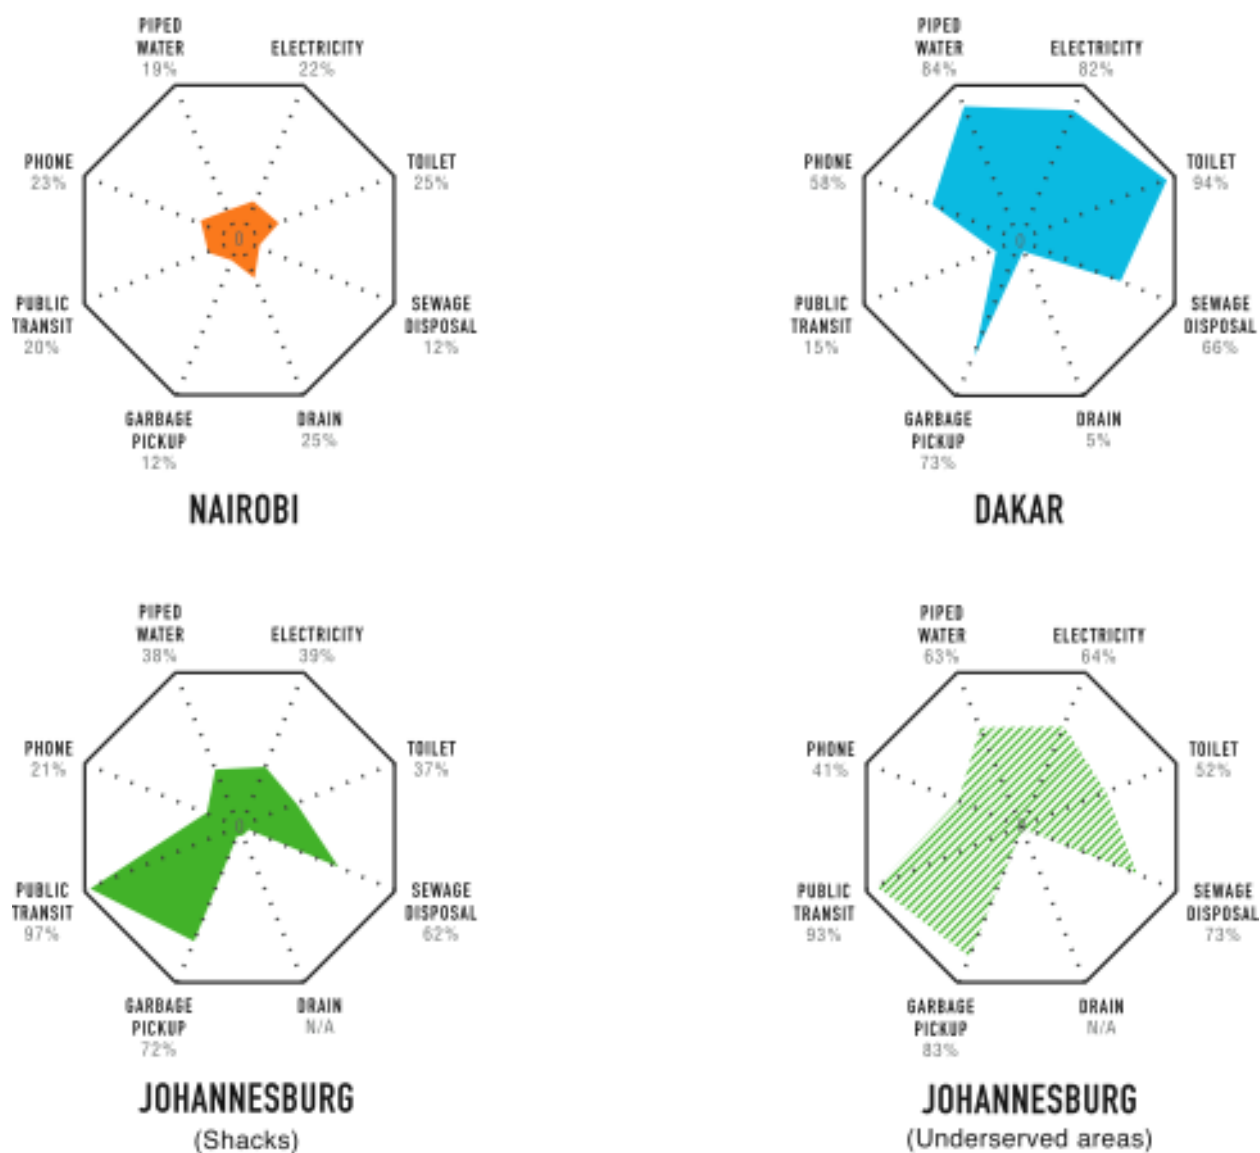 PIPED
WATER
19%
ELECTRICITY
22%
PHONE
23%
TOILET
25%
0
PUBLIC
TRANSIT
20%
SEWAGE
DISPOSAL
12%
GARBAGE
PICKUP
12%
DRAIN
25%
NAIROBI
PIPED
WATER
84%
ELECTRICITY
82%
PHONE
58%
TOILET
94%
0
PUBLIC
TRANSIT
15%
SEWAGE
DISPOSAL
66%
GARBAGE
PICKUP
73%
DRAIN
5%
DAKAR
PIPED
WATER
38%
ELECTRICITY
39%
PHONE
21%
TOILET
37%
0
PUBLIC
TRANSIT
97%
SEWAGE
DISPOSAL
62%
GARBAGE
PICKUP
72%
DRAIN
N/A
JOHANNESBURG
(Shacks)
PIPED
WATER
63%
ELECTRICITY
64%
PHONE
41%
TOILET
52%
0
PUBLIC
TRANSIT
93%
SEWAGE
DISPOSAL
73%
GARBAGE
PICKUP
83%
DRAIN
N/A
JOHANNESBURG
(Underserved areas)